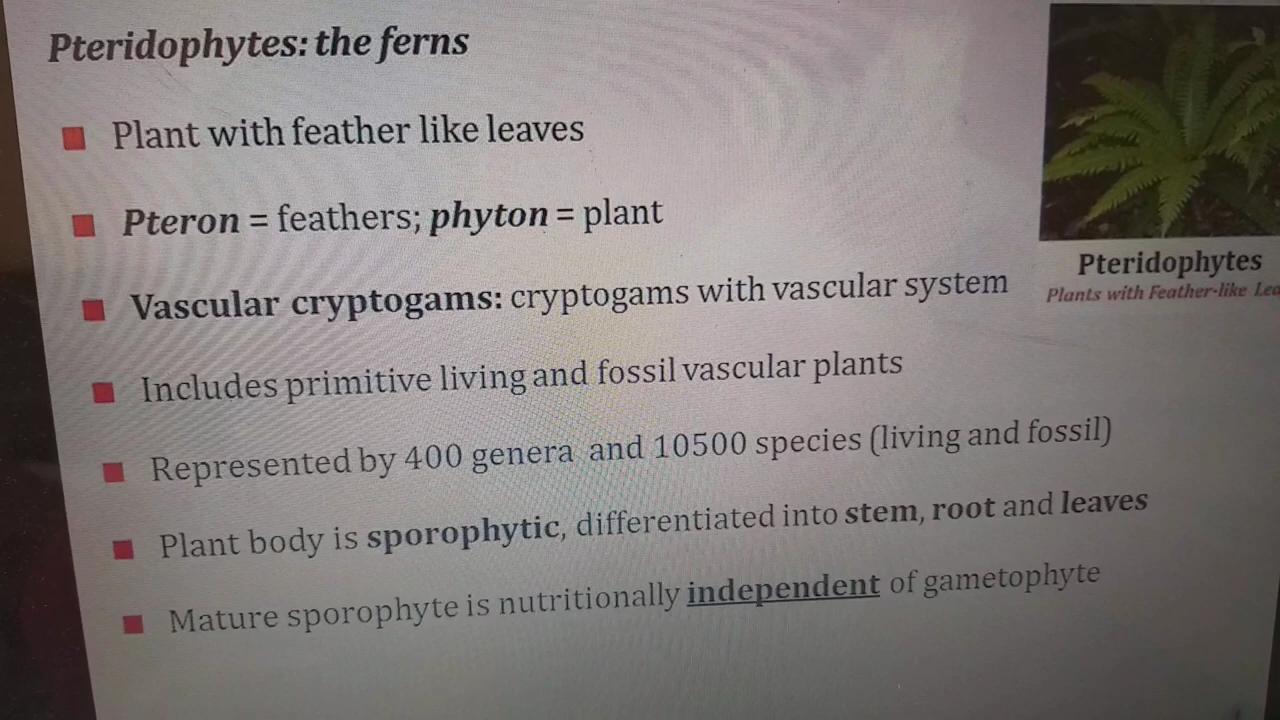 Pteridophytes: the ferns
Plant with feather like leaves
Pteron = feathers; phyton = plant
Vascular cryptogams: cryptogams with vascular system
Includes primitive living and fossil vascular plants
Represented by 400 genera and 10500 species (living and fossil)
Plant body is sporophytic, differentiated into stem, root and leaves
Mature sporophyte is nutritionally independent of gametophyte
Pteridophytes
Plants with Feather-like